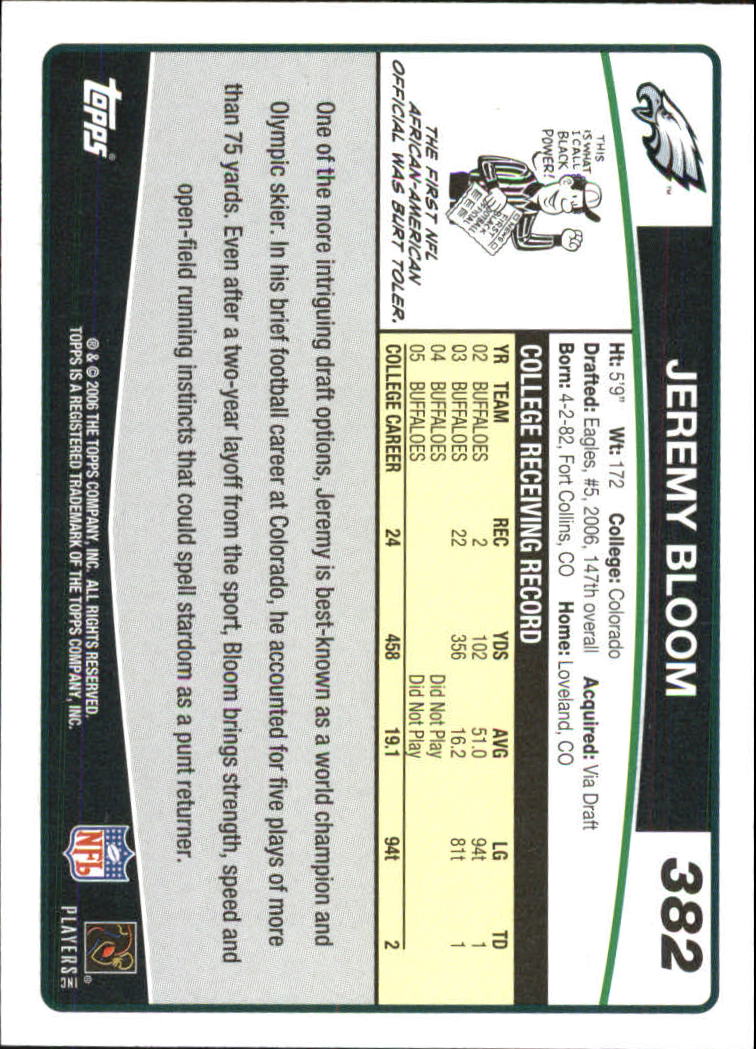 JEREMY BLOOM
382
Ht: 5'9" Wt: 172 College: Colorado
Drafted: Eagles, #5, 2006, 147th overall Acquired: Via Draft
Born: 4-2-82, Fort Collins, CO Home: Loveland, CO
THIS
IS WHAT
I CALL
BLACK
POWER!
THE FIRST NFL
AFRICAN-AMERICAN
OFFICIAL WAS BURT TOLER.
COLLEGE RECEIVING RECORD
YR TEAM REC YDS AVG LG TD
02 BUFFALOES 2 102 51.0 94t 1
03 BUFFALOES 22 356 16.2 81t 1
04 BUFFALOES Did Not Play
05 BUFFALOES Did Not Play
COLLEGE CAREER 24 458 19.1 94t 2
One of the more intriguing draft options, Jeremy is best-known as a world champion and
Olympic skier. In his brief football career at Colorado, he accounted for five plays of more
than 75 yards. Even after a two-year layoff from the sport, Bloom brings strength, speed and
open-field running instincts that could spell stardom as a punt returner.
topps®
® & © 2006 THE TOPPS COMPANY, INC. ALL RIGHTS RESERVED.
TOPPS IS A REGISTERED TRADEMARK OF THE TOPPS COMPANY, INC.
NFL
PLAYERS INC